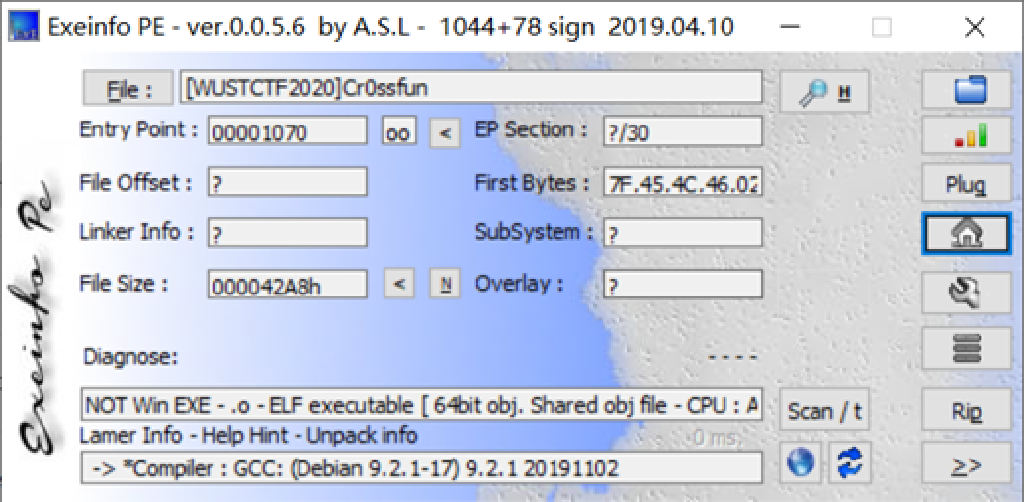 Exeinfo PE - ver.0.0.5.6 by A.S.L - 1044+78 sign 2019.04.10
File : [WUSTCTF2020]Cr0ssfun H
Entry Point : 00001070 oo < EP Section : ?/30
File Offset : ? First Bytes : 7F.45.4C.46.02 Plug
Linker Info : ? SubSystem : ?
File Size : 000042A8h < N Overlay : ?
Diagnose: - - - -
NOT Win EXE - .o - ELF executable [ 64bit obj. Shared obj file - CPU : A Scan / t Rip
Lamer Info - Help Hint - Unpack info 0 ms.
-> *Compiler : GCC: (Debian 9.2.1-17) 9.2.1 20191102 >>
Exeinfo Pe